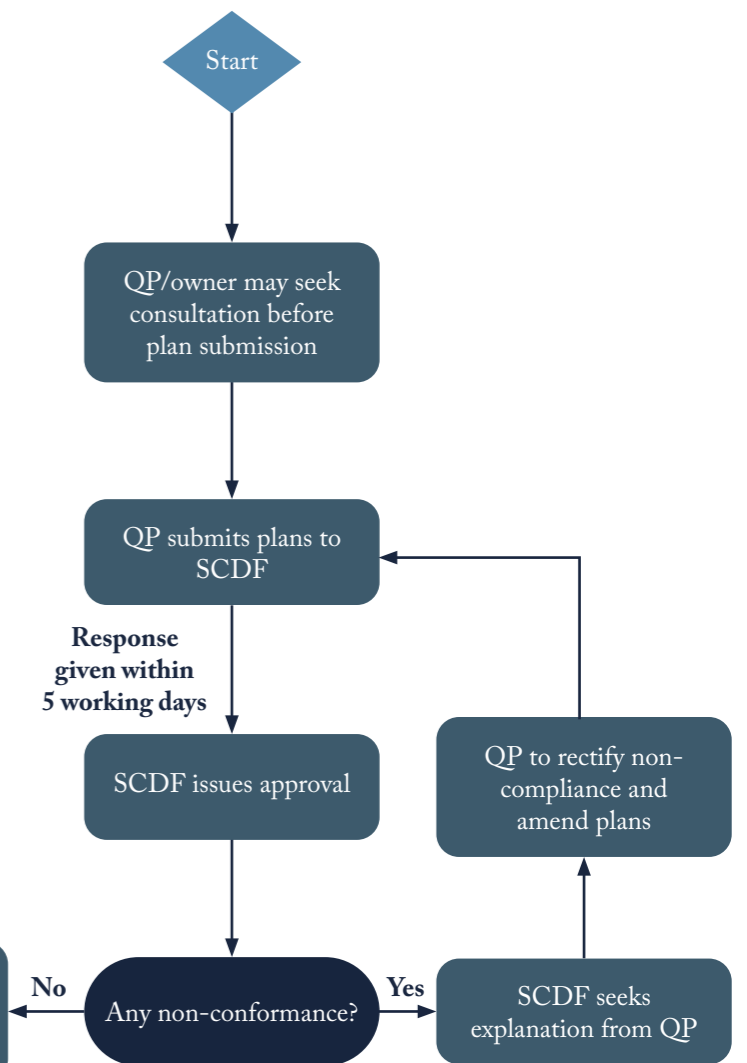 Start
QP/owner may seek
consultation before
plan submission
QP submits plans to
SCDF
Response
given within
5 working days
SCDF issues approval
QP to rectify non-
compliance and
amend plans
No
Any non-conformance?
Yes
SCDF seeks
explanation from QP